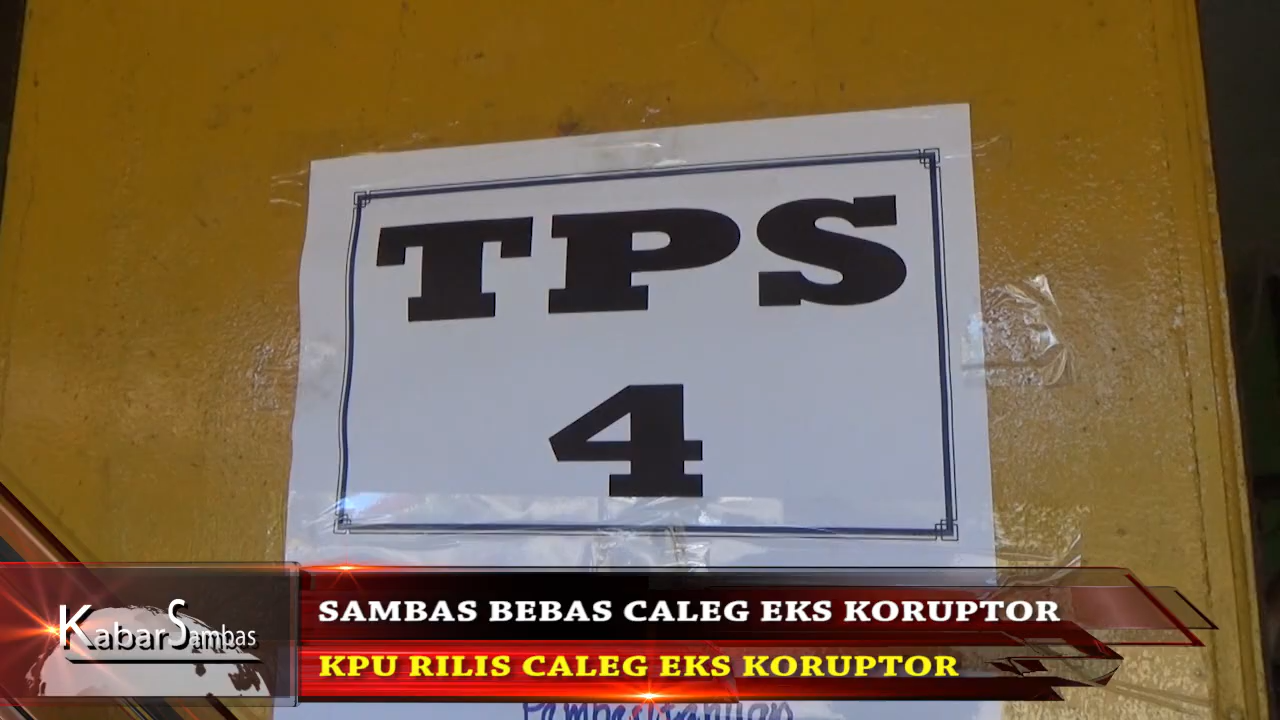 TPS
4
SAMBAS BEBAS CALEG EKS KORUPTOR
KabarSambas
KPU RILIS CALEG EKS KORUPTOR